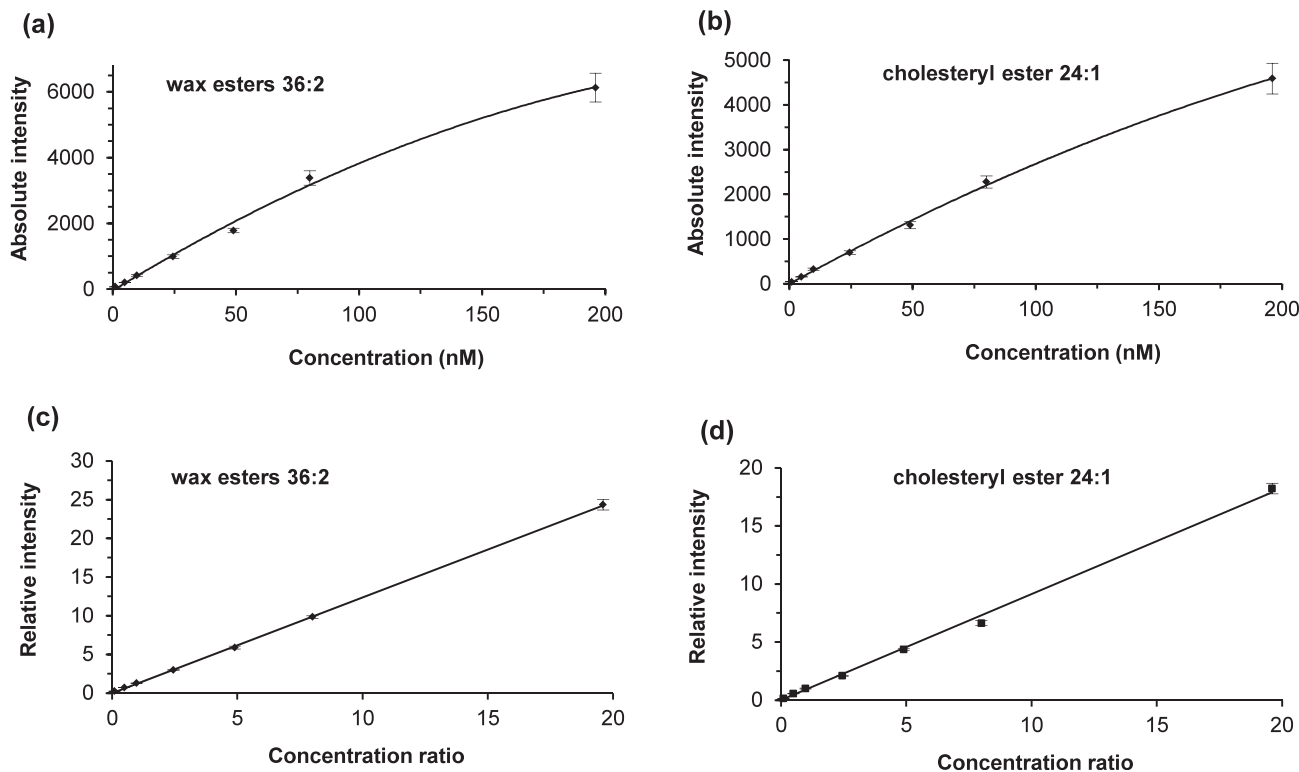 (a)
wax esters 36:2
Absolute intensity
6000
4000
2000
0
0 50 100 150 200
Concentration (nM)
(b)
cholesteryl ester 24:1
Absolute intensity
5000
4000
3000
2000
1000
0
0 50 100 150 200
Concentration (nM)
(c)
wax esters 36:2
Relative intensity
30
25
20
15
10
5
0
0 5 10 15 20
Concentration ratio
(d)
cholesteryl ester 24:1
Relative intensity
20
15
10
5
0
0 5 10 15 20
Concentration ratio